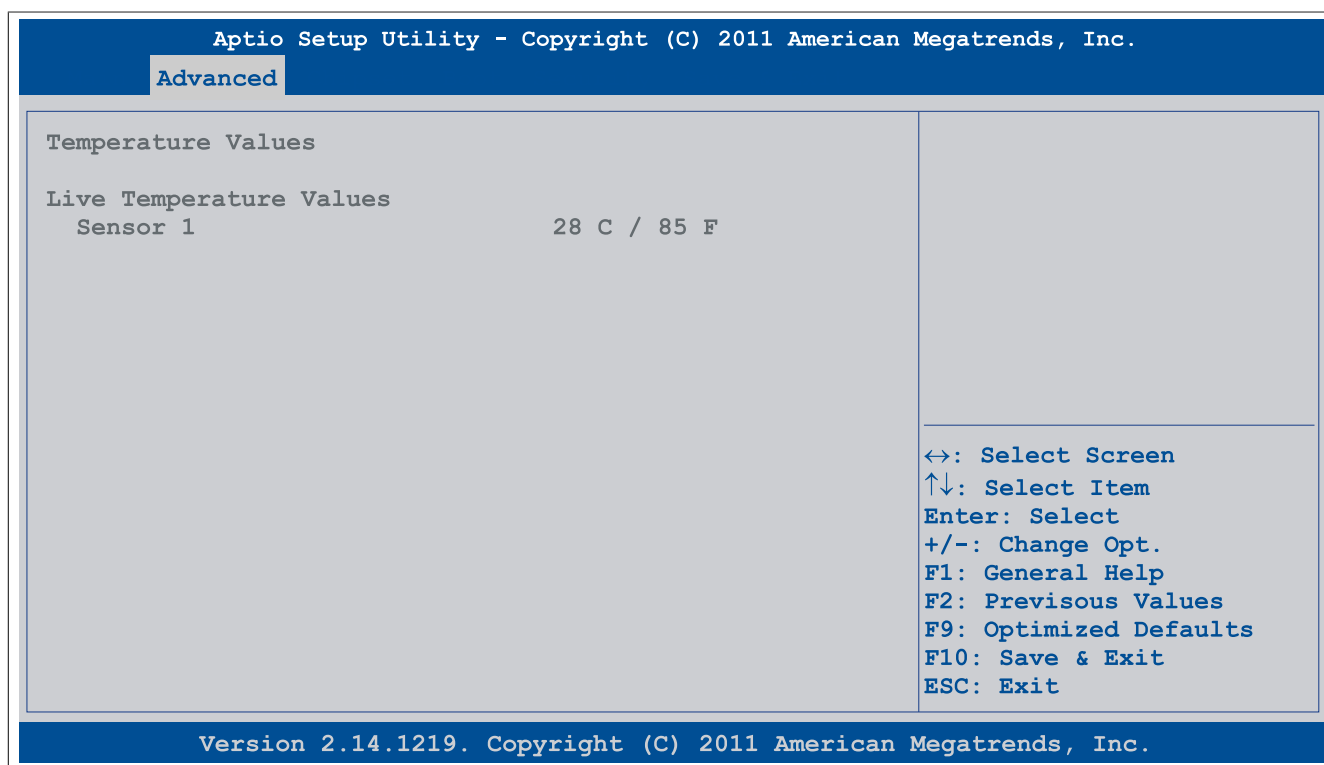 Aptio Setup Utility - Copyright (C) 2011 American Megatrends, Inc.
Advanced
Temperature Values
Live Temperature Values
Sensor 1 28 C / 85 F
↔: Select Screen
↑↓: Select Item
Enter: Select
+/-: Change Opt.
F1: General Help
F2: Previsous Values
F9: Optimized Defaults
F10: Save & Exit
ESC: Exit
Version 2.14.1219. Copyright (C) 2011 American Megatrends, Inc.